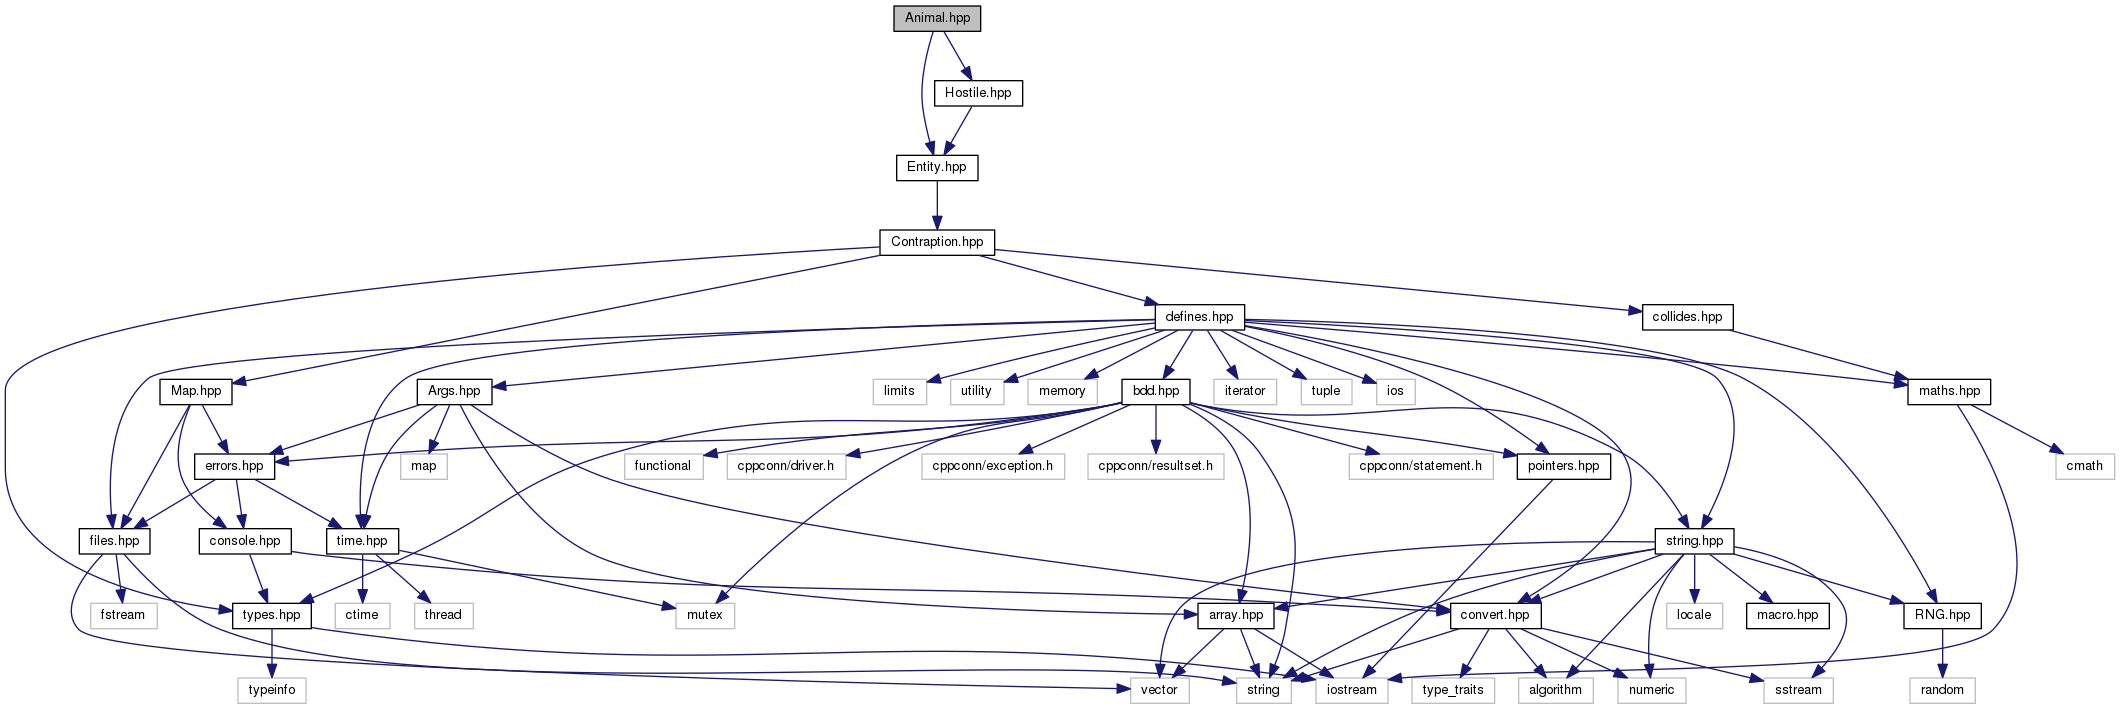 Animal.hpp
Hostile.hpp
Entity.hpp
Contraption.hpp
defines.hpp
collides.hpp
Map.hpp
Args.hpp
limits
utility
memory
bdd.hpp
iterator
tuple
ios
maths.hpp
errors.hpp
map
functional
cppconn/driver.h
cppconn/exception.h
cppconn/resultset.h
cppconn/statement.h
pointers.hpp
cmath
files.hpp
console.hpp
time.hpp
string.hpp
fstream
types.hpp
ctime
thread
mutex
array.hpp
convert.hpp
locale
macro.hpp
RNG.hpp
typeinfo
vector
string
iostream
type_traits
algorithm
numeric
sstream
random